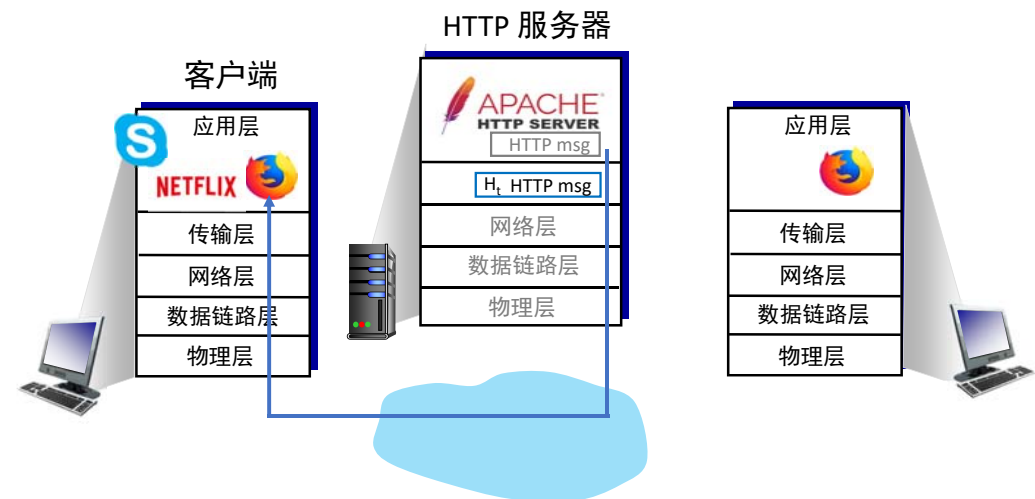 HTTP 服务器
客户端
应用层
S
NETFLIX
传输层
网络层
数据链路层
物理层
APACHE
HTTP SERVER
HTTP msg
Ht HTTP msg
网络层
数据链路层
物理层
应用层
传输层
网络层
数据链路层
物理层